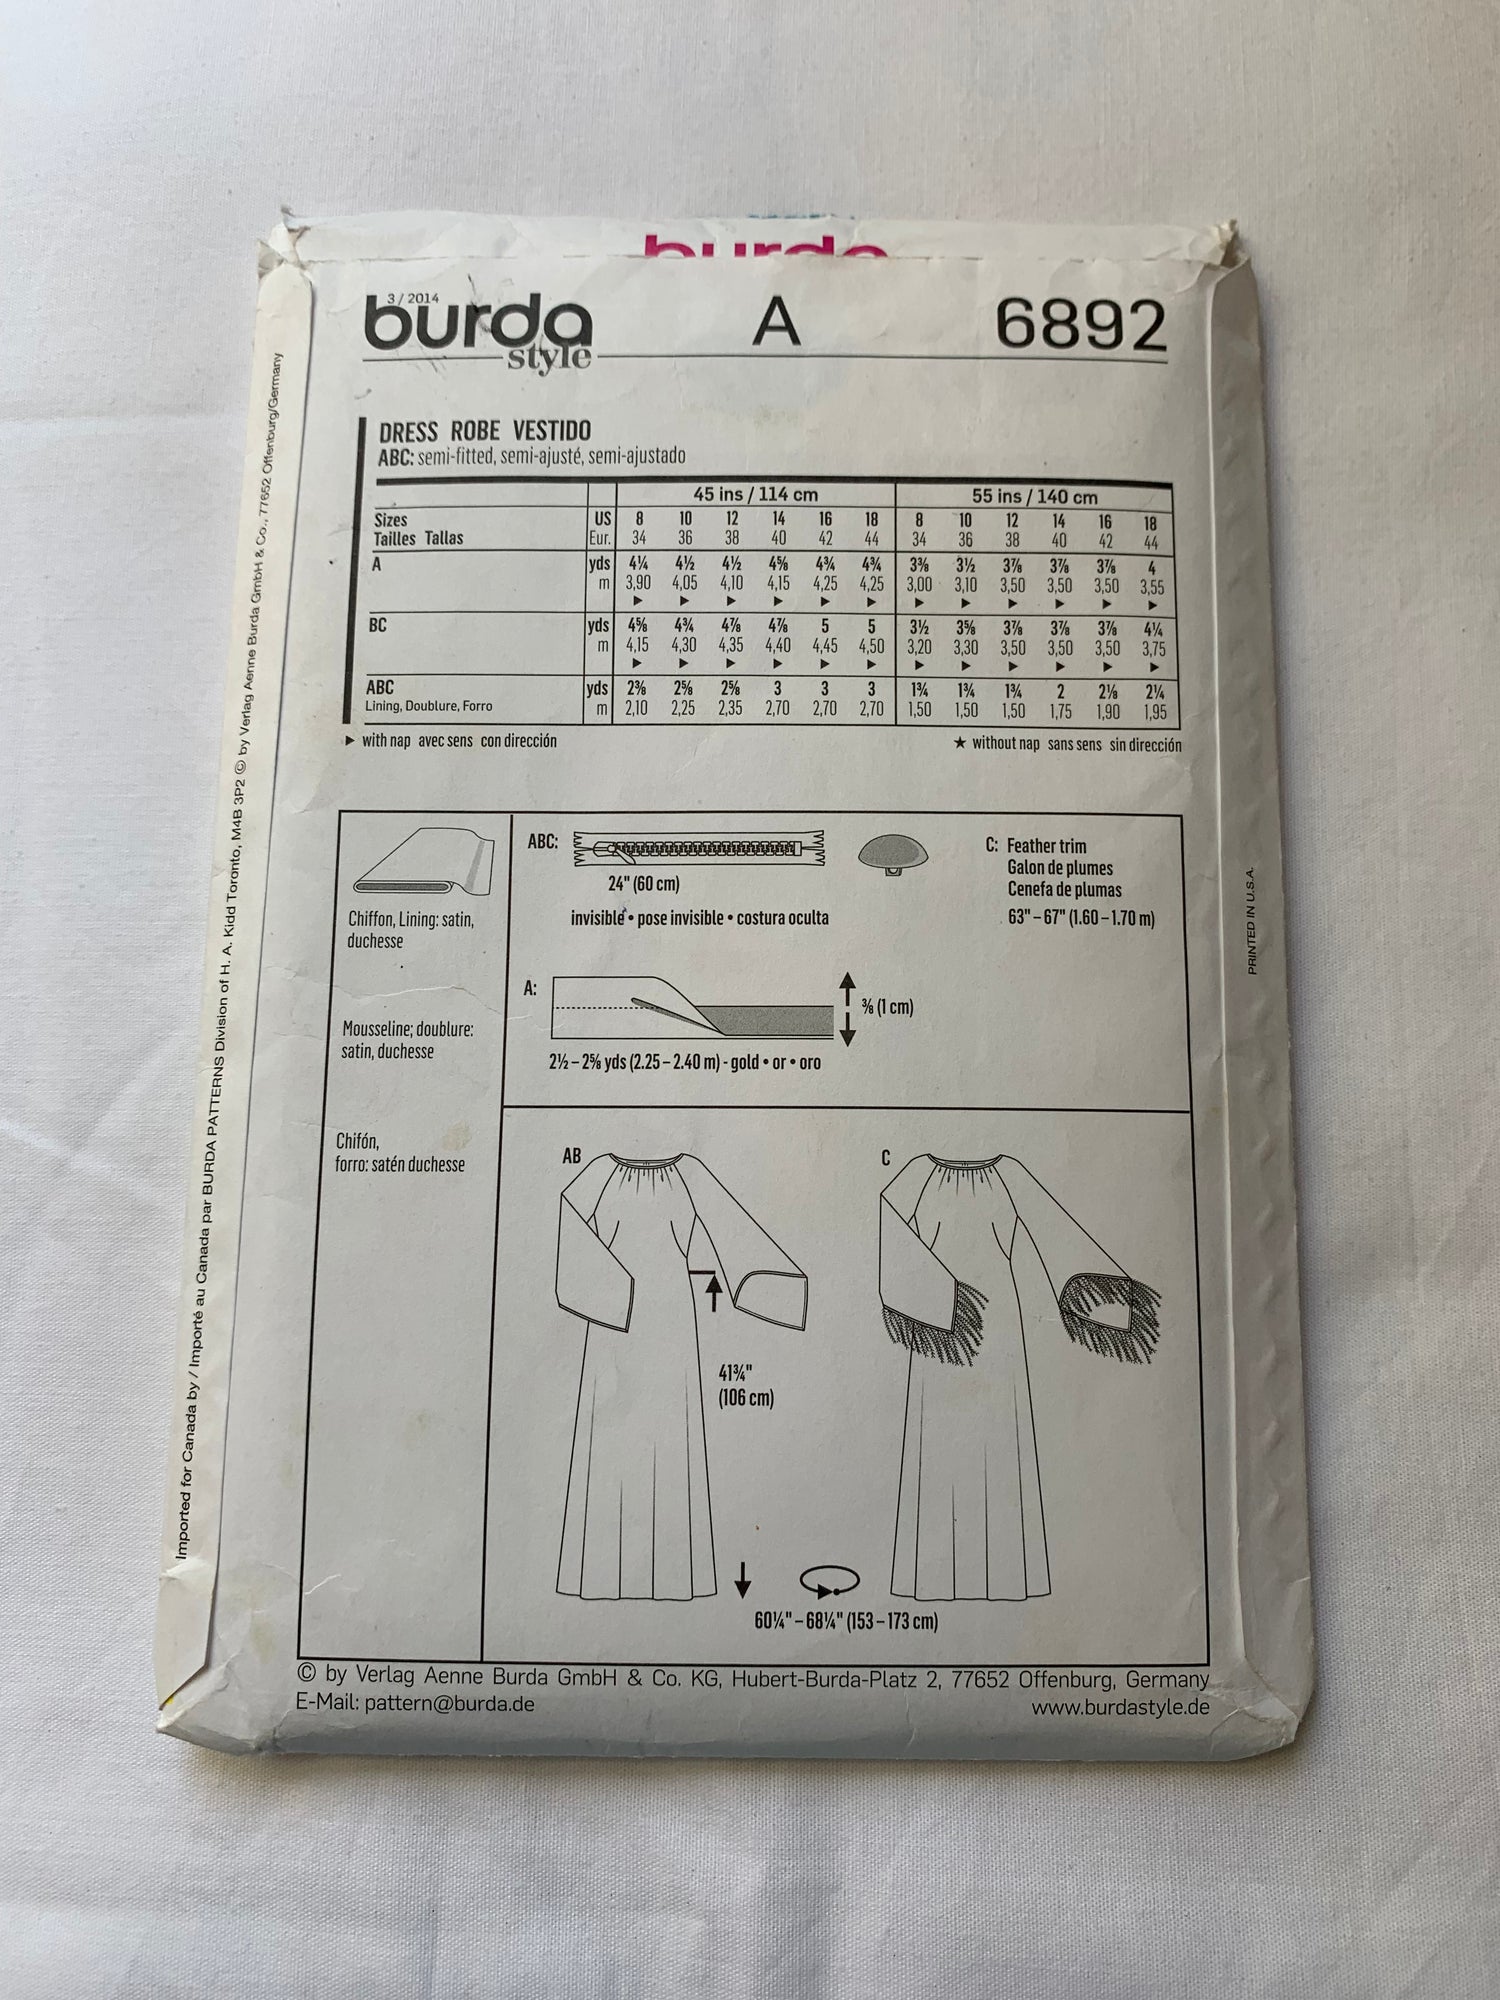 burda
3 / 2014
burda style A 6892
DRESS ROBE VESTIDO
ABC: semi-fitted, semi-ajusté, semi-ajustado
45 ins / 114 cm 55 ins / 140 cm
Sizes US 8 10 12 14 16 18 8 10 12 14 16 18
Tailles Tallas Eur. 34 36 38 40 42 44 34 36 38 40 42 44
A yds 4¼ 4½ 4½ 4⅝ 4¾ 4¾ 3⅜ 3½ 3⅞ 3⅞ 3⅞ 4
m 3,90 4,05 4,10 4,15 4,25 4,25 3,00 3,10 3,50 3,50 3,50 3,55
▶ ▶ ▶ ▶ ▶ ▶ ▶ ▶ ▶ ▶ ▶ ▶
BC yds 4⅝ 4¾ 4⅞ 4⅞ 5 5 3½ 3⅝ 3⅞ 3⅞ 3⅞ 4¼
m 4,15 4,30 4,35 4,40 4,45 4,50 3,20 3,30 3,50 3,50 3,50 3,75
▶ ▶ ▶ ▶ ▶ ▶ ▶ ▶ ▶ ▶ ▶ ▶
ABC yds 2⅜ 2⅝ 2⅝ 3 3 3 1¾ 1¾ 1¾ 2 2⅛ 2¼
Lining, Doublure, Forro m 2,10 2,25 2,35 2,70 2,70 2,70 1,50 1,50 1,50 1,75 1,90 1,95
▶ with nap avec sens con dirección ★ without nap sans sens sin dirección
Chiffon, Lining: satin,
duchesse
Mousseline; doublure:
satin, duchesse
Chifón,
forro: satén duchesse
ABC:
24" (60 cm)
invisible • pose invisible • costura oculta
C: Feather trim
Galon de plumes
Cenefa de plumas
63" – 67" (1.60 – 1.70 m)
A:
⅜ (1 cm)
2½ – 2⅝ yds (2.25 – 2.40 m) - gold • or • oro
AB
C
41¾"
(106 cm)
60¼" – 68¼" (153 – 173 cm)
© by Verlag Aenne Burda GmbH & Co. KG, Hubert-Burda-Platz 2, 77652 Offenburg, Germany
E-Mail: pattern@burda.de www.burdastyle.de
Imported for Canada by / Importé au Canada par BURDA PATTERNS Division of H. A. Kidd Toronto, M4B 3P2 © by Verlag Aenne Burda GmbH & Co., 77652 Offenburg/Germany
PRINTED IN U.S.A.